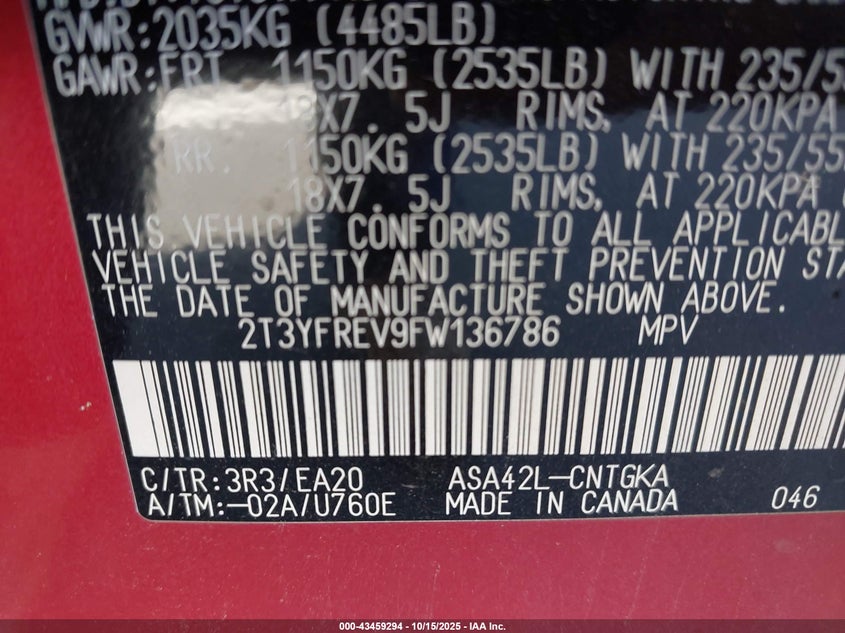 GVWR:2035KG (4485LB)
GAWR:FRT 1150KG (2535LB) WITH 235/55
18X7. 5J RIMS, AT 220KPA
RR. 1150KG (2535LB) WITH 235/55
18X7. 5J RIMS, AT 220KPA
THIS VEHICLE CONFORMS TO ALL APPLICABL
VEHICLE SAFETY AND THEFT PREVENTION STA
THE DATE OF MANUFACTURE SHOWN ABOVE.
2T3YFREV9FW136786 MPV
C/TR:3R3/EA20 ASA42L-CNTGKA
A/TM:-02A/U760E MADE IN CANADA 046
000-43459294 - 10/15/2025 - IAA Inc.